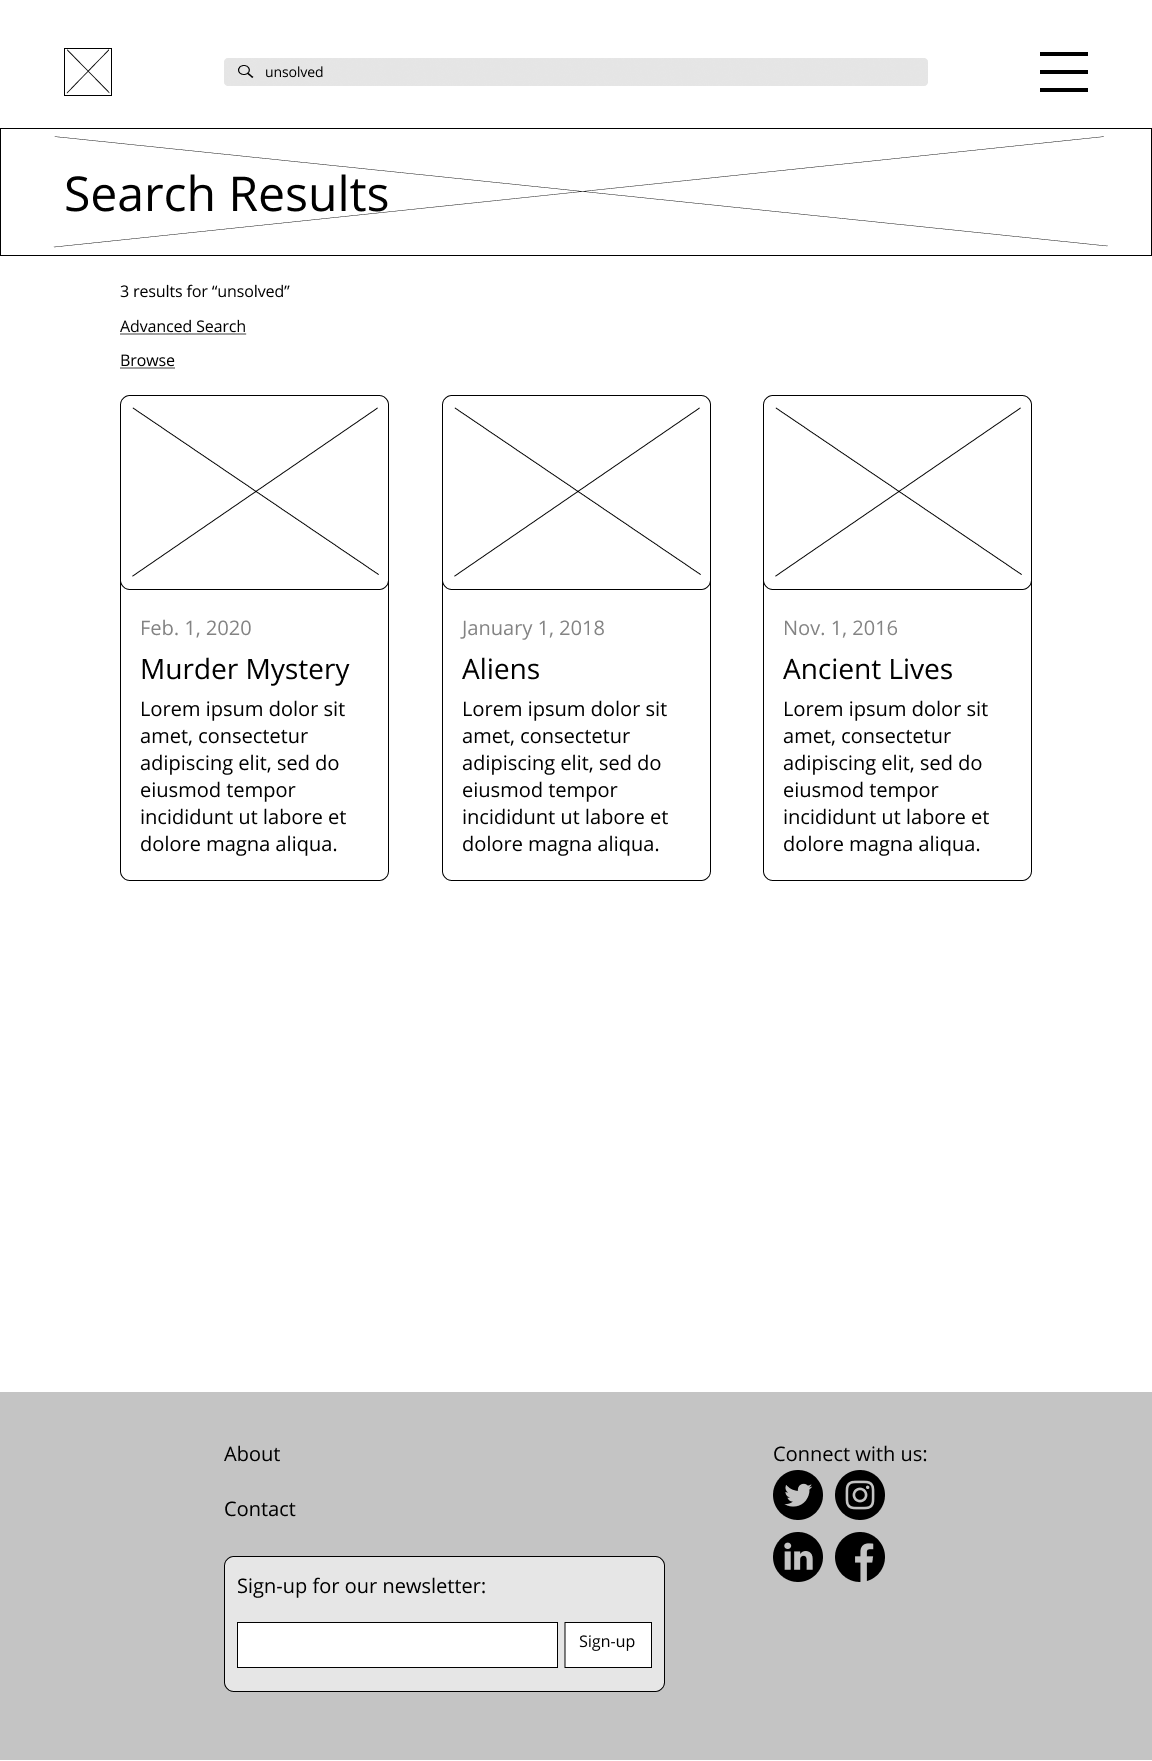 unsolved
Search Results
3 results for “unsolved”
Advanced Search
Browse
Feb. 1, 2020
Murder Mystery
Lorem ipsum dolor sit
amet, consectetur
adipiscing elit, sed do
eiusmod tempor
incididunt ut labore et
dolore magna aliqua.
January 1, 2018
Aliens
Lorem ipsum dolor sit
amet, consectetur
adipiscing elit, sed do
eiusmod tempor
incididunt ut labore et
dolore magna aliqua.
Nov. 1, 2016
Ancient Lives
Lorem ipsum dolor sit
amet, consectetur
adipiscing elit, sed do
eiusmod tempor
incididunt ut labore et
dolore magna aliqua.
About
Contact
Sign-up for our newsletter:
Sign-up
Connect with us:
in
f